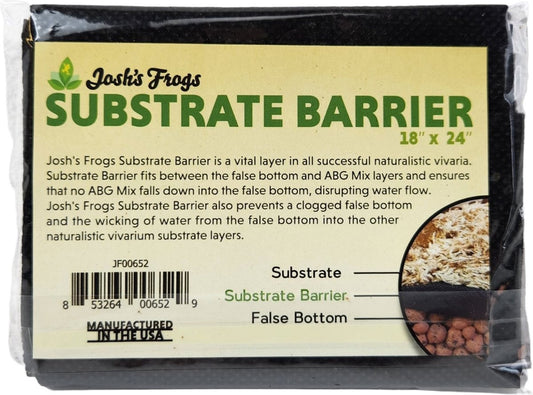 Josh's Frogs
SUBSTRATE BARRIER
18" x 24"
Josh's Frogs Substrate Barrier is a vital layer in all successful naturalistic vivaria.
Substrate Barrier fits between the false bottom and ABG Mix layers and ensures
that no ABG Mix falls down into the false bottom, disrupting water flow.
Josh's Frogs Substrate Barrier also prevents a clogged false bottom
and the wicking of water from the false bottom into the other
naturalistic vivarium substrate layers.
JF00652
8 53264 00652 9
MANUFACTURED
IN THE USA
Substrate
Substrate Barrier
False Bottom